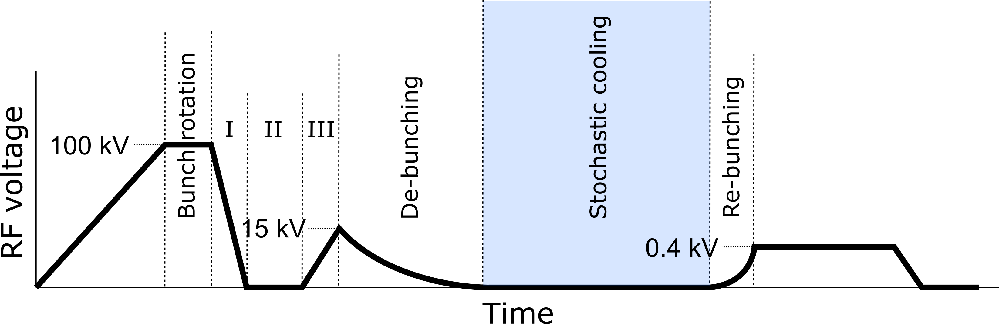 RF voltage
100 kV
Bunch rotation
I
II
III
15 kV
De-bunching
Stochastic cooling
0.4 kV
Re-bunching
Time